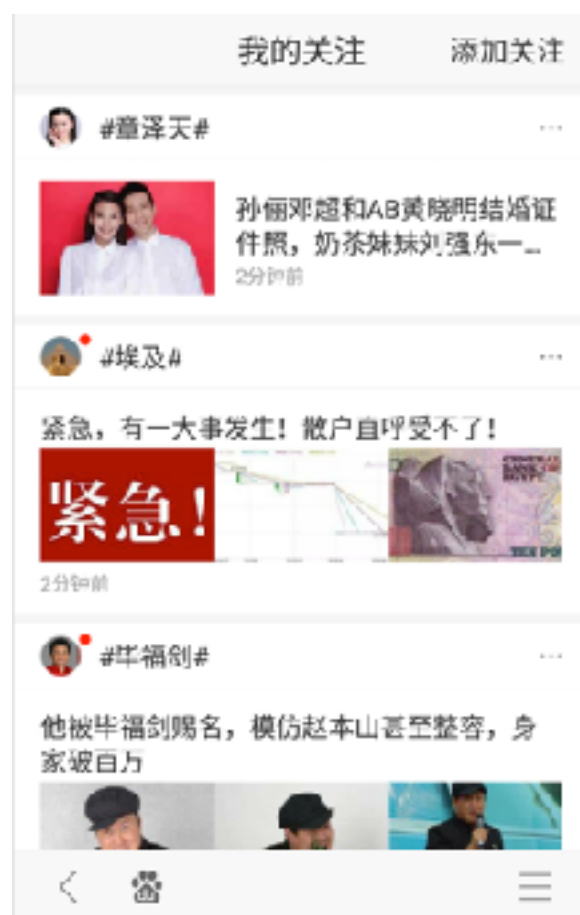 我的关注 添加关注
#章泽天#
孙俪邓超和AB黄晓明结婚证
件照，奶茶妹妹刘强东一...
2分钟前
#埃及#
紧急，有一大事发生！散户直呼受不了！
紧急！
2分钟前
#毕福剑#
他被毕福剑赐名，模仿赵本山甚至整容，身
家破百万